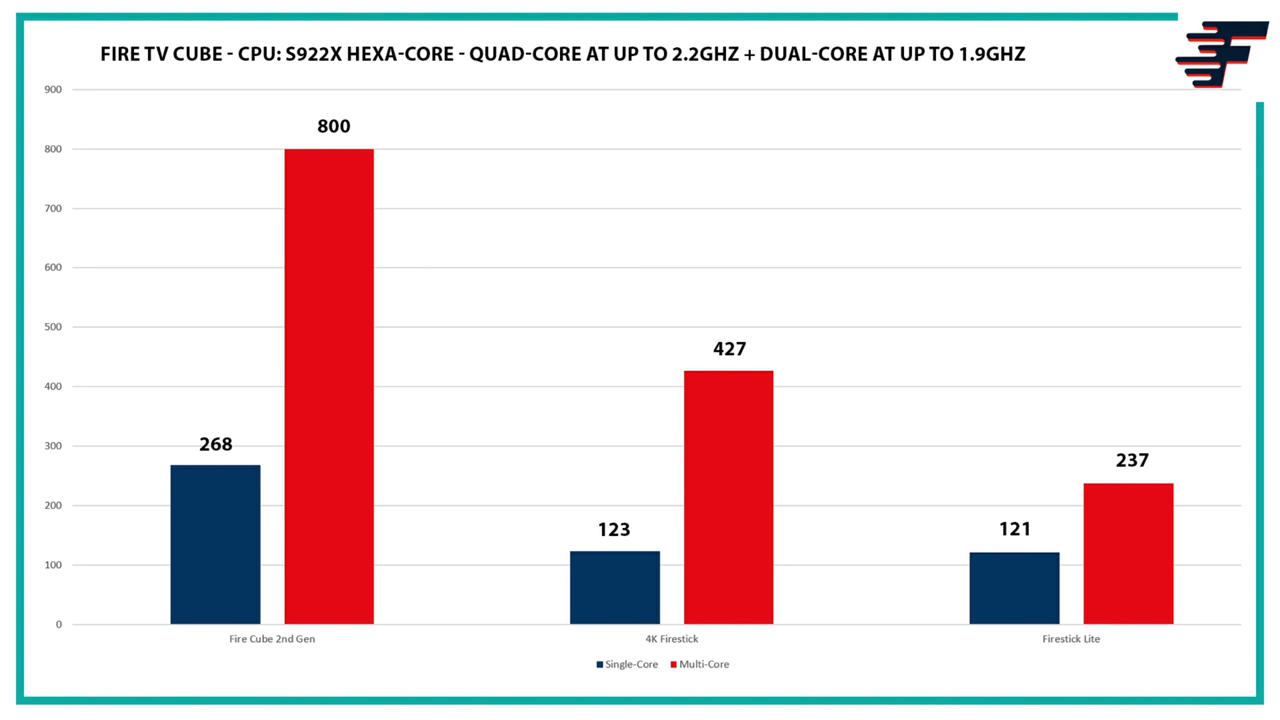 FIRE TV CUBE - CPU: S922X HEXA-CORE - QUAD-CORE AT UP TO 2.2GHZ + DUAL-CORE AT UP TO 1.9GHZ
900
800
700
600
500
400
300
200
100
0
268
800
123
427
121
237
Fire Cube 2nd Gen
4K Firestick
Firestick Lite
Single-Core
Multi-Core